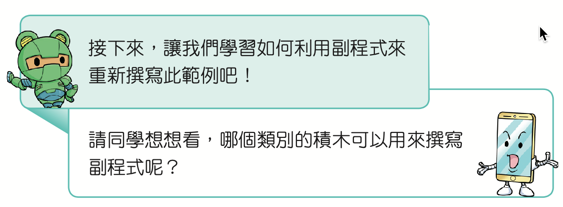 接下來，讓我們學習如何利用副程式來
重新撰寫此範例吧！
請同學想想看，哪個類別的積木可以用來撰寫
副程式呢？